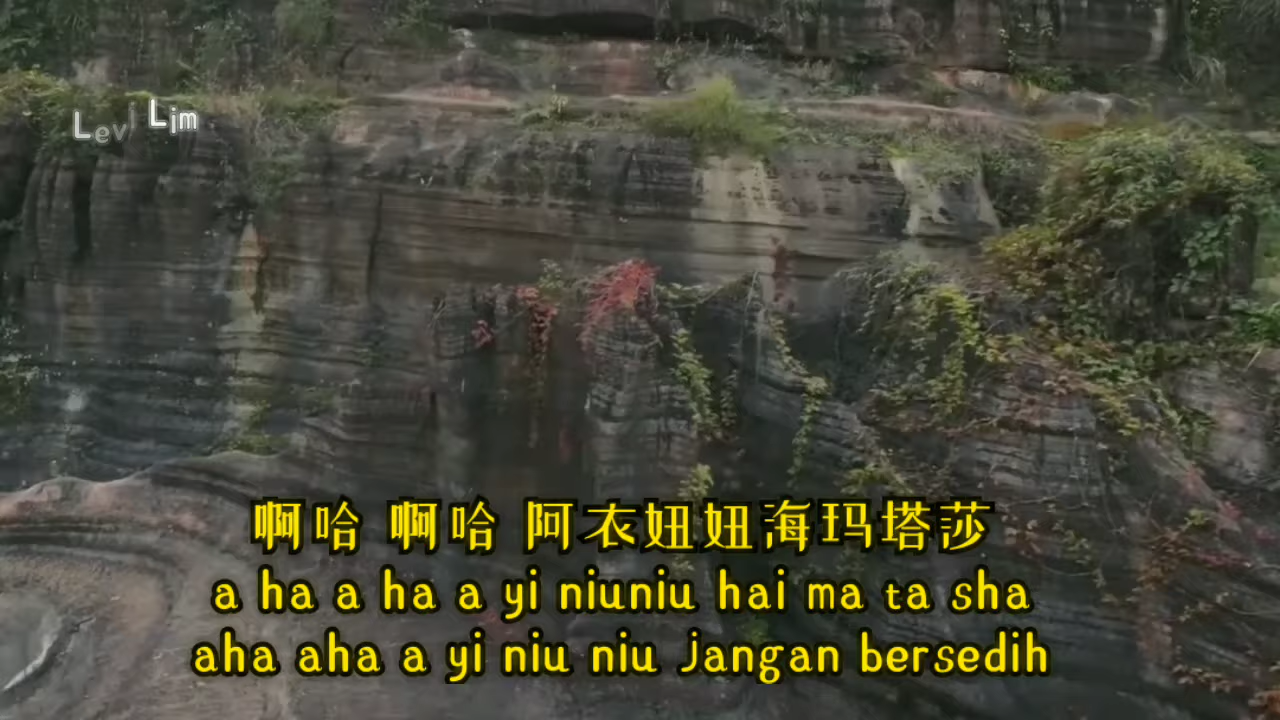 Levi Lim
啊哈 啊哈 阿衣妞妞海玛塔莎
a ha a ha a yi niuniu hai ma ta sha
aha aha a yi niu niu Jangan bersedih